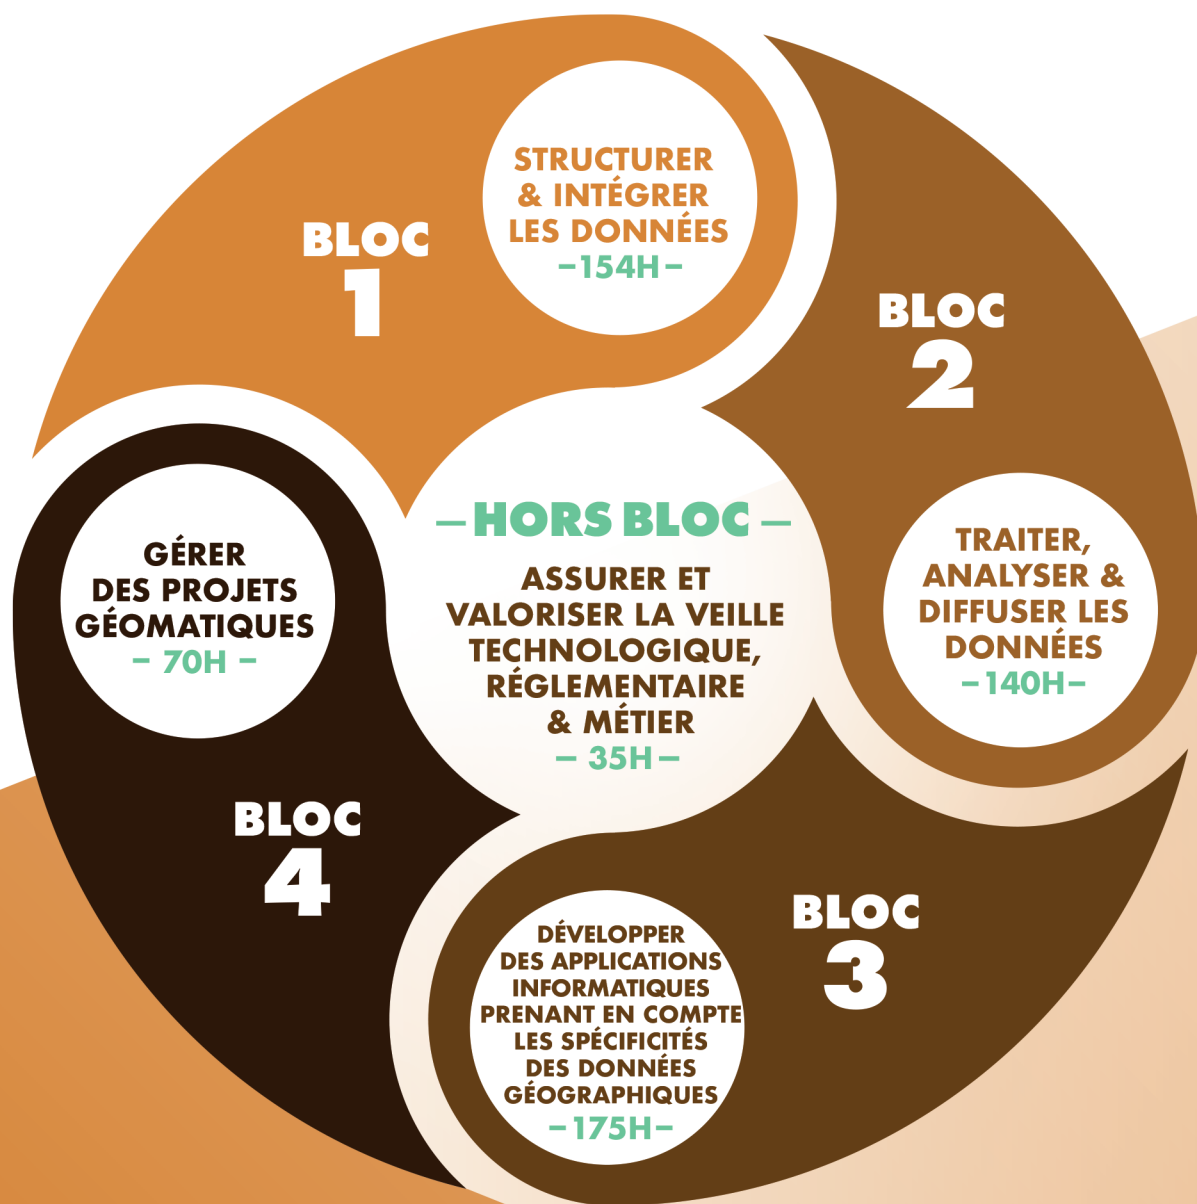 BLOC
1
STRUCTURER
& INTÉGRER
LES DONNÉES
–154H–
BLOC
2
TRAITER,
ANALYSER &
DIFFUSER LES
DONNÉES
–140H–
BLOC
3
DÉVELOPPER
DES APPLICATIONS
INFORMATIQUES
PRENANT EN COMPTE
LES SPÉCIFICITÉS
DES DONNÉES
GÉOGRAPHIQUES
–175H–
BLOC
4
GÉRER
DES PROJETS
GÉOMATIQUES
– 70H –
– HORS BLOC –
ASSURER ET
VALORISER LA VEILLE
TECHNOLOGIQUE,
RÉGLEMENTAIRE
& MÉTIER
– 35H –